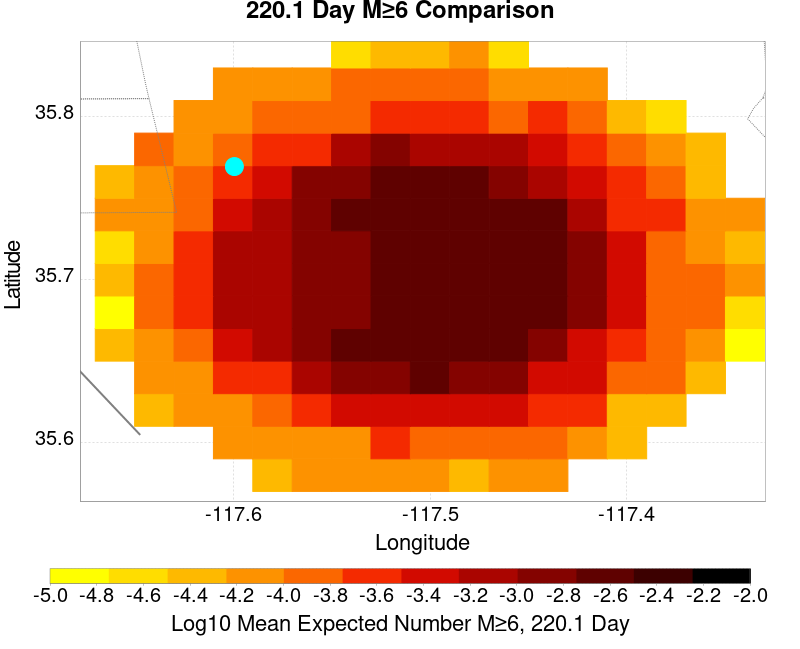 220.1 Day M≥6 Comparison
35.8
35.7
35.6
Latitude
-117.6 -117.5 -117.4
Longitude
-5.0 -4.8 -4.6 -4.4 -4.2 -4.0 -3.8 -3.6 -3.4 -3.2 -3.0 -2.8 -2.6 -2.4 -2.2 -2.0
Log10 Mean Expected Number M≥6, 220.1 Day